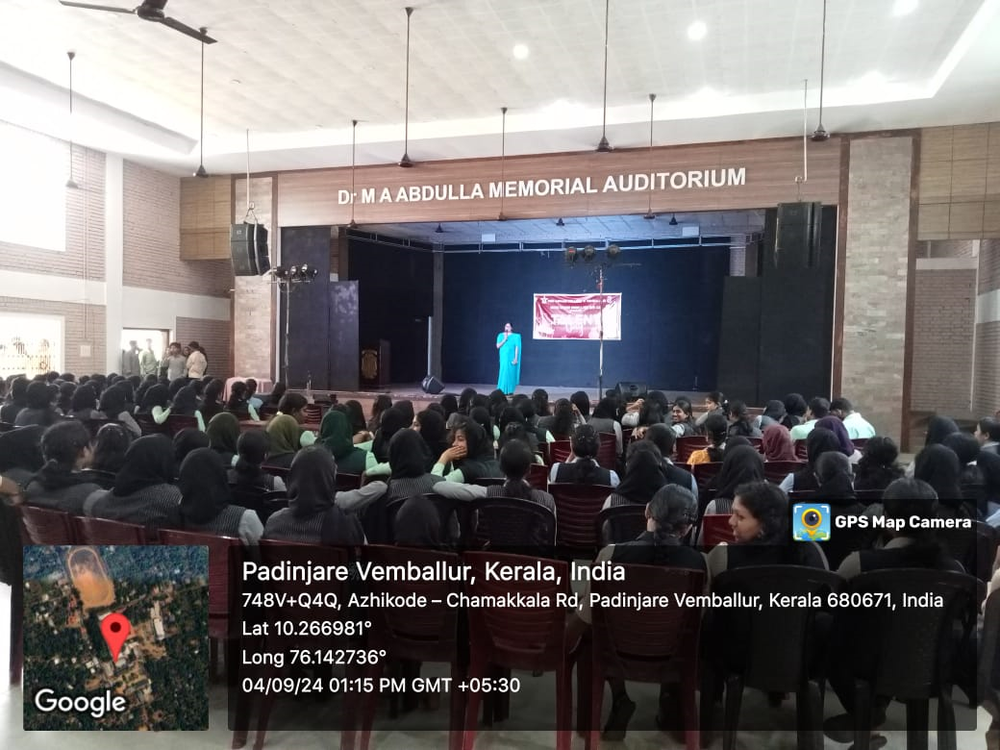 Dr M A ABDULLA MEMORIAL AUDITORIUM
TALENT
GPS Map Camera
Padinjare Vemballur, Kerala, India
748V+Q4Q, Azhikode – Chamakkala Rd, Padinjare Vemballur, Kerala 680671, India
Lat 10.266981°
Long 76.142736°
04/09/24 01:15 PM GMT +05:30
Google